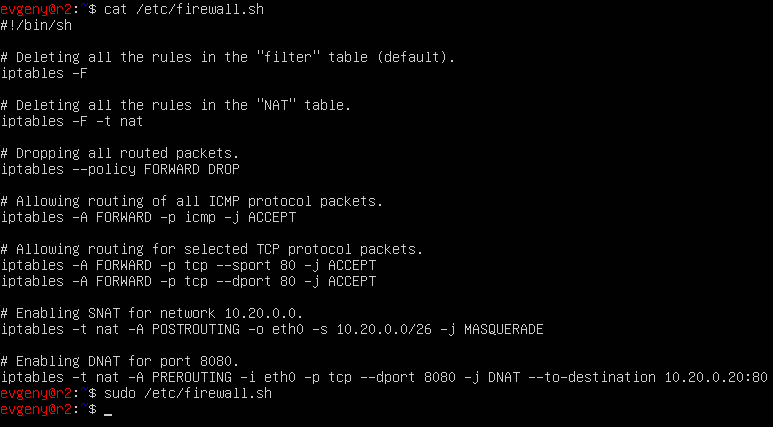 evgeny@r2:~$ cat /etc/firewall.sh
#!/bin/sh
# Deleting all the rules in the "filter" table (default).
iptables -F
# Deleting all the rules in the "NAT" table.
iptables -F -t nat
# Dropping all routed packets.
iptables --policy FORWARD DROP
# Allowing routing of all ICMP protocol packets.
iptables -A FORWARD -p icmp -j ACCEPT
# Allowing routing for selected TCP protocol packets.
iptables -A FORWARD -p tcp --sport 80 -j ACCEPT
iptables -A FORWARD -p tcp --dport 80 -j ACCEPT
# Enabling SNAT for network 10.20.0.0.
iptables -t nat -A POSTROUTING -o eth0 -s 10.20.0.0/26 -j MASQUERADE
# Enabling DNAT for port 8080.
iptables -t nat -A PREROUTING -i eth0 -p tcp --dport 8080 -j DNAT --to-destination 10.20.0.20:80
evgeny@r2:~$ sudo /etc/firewall.sh
evgeny@r2:~$ _